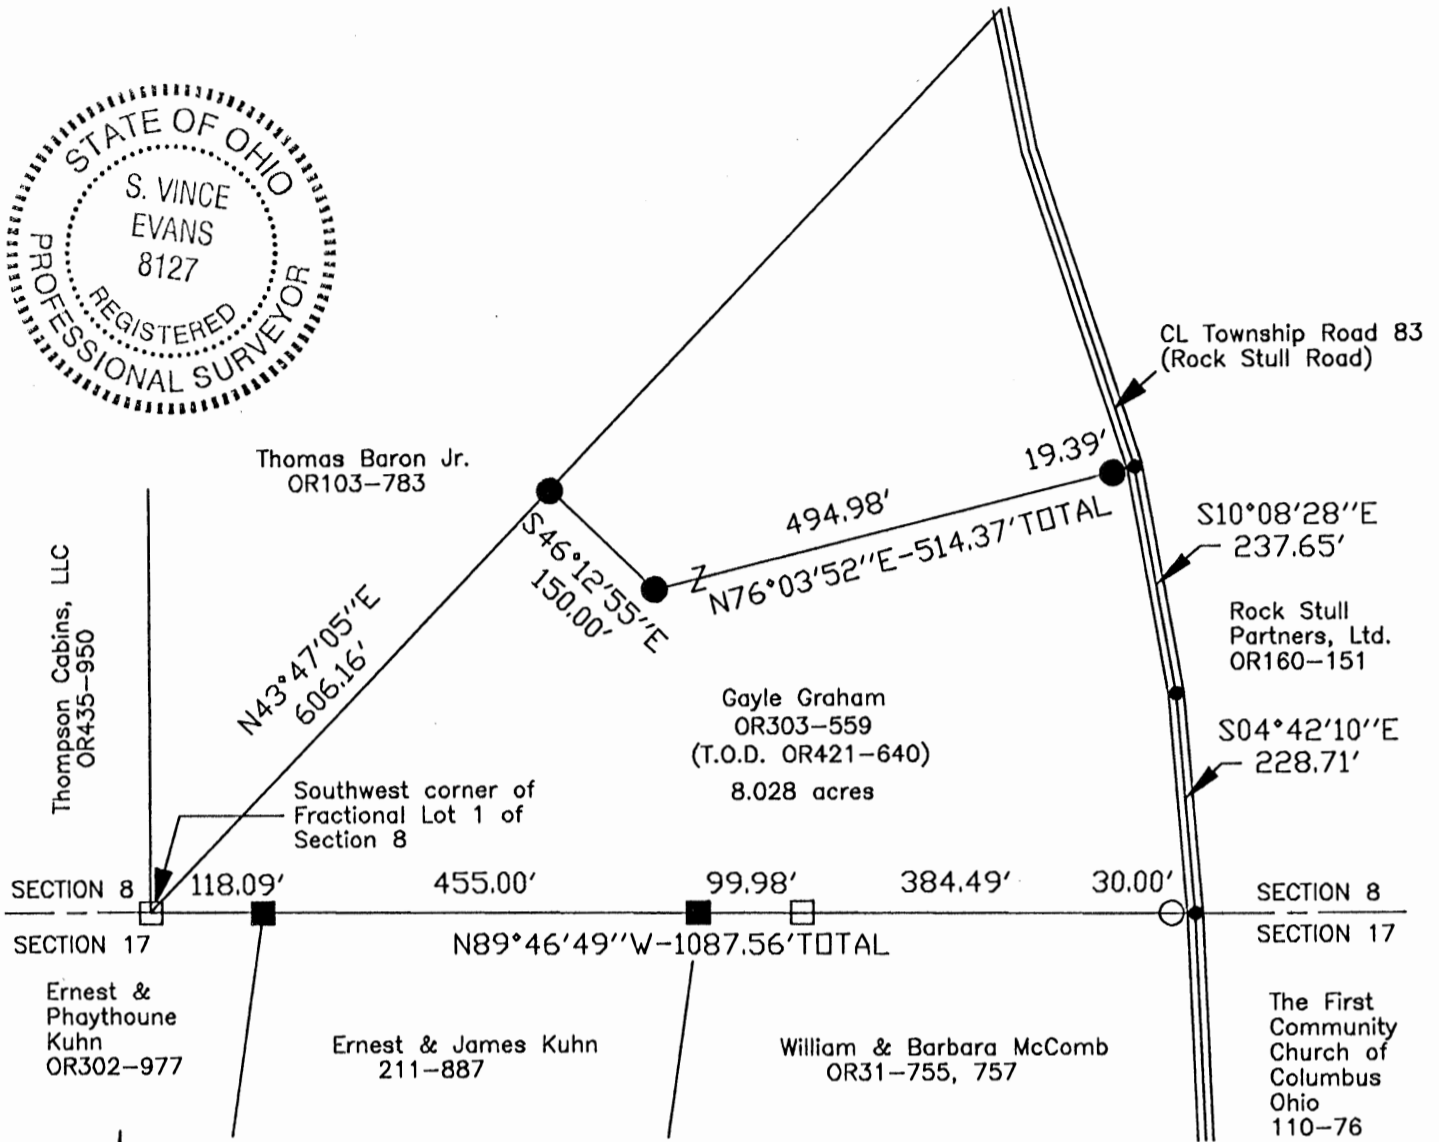 STATE OF OHIO
S. VINCE
EVANS
8127
REGISTERED
PROFESSIONAL SURVEYOR
CL Township Road 83
(Rock Stull Road)
Thomas Baron Jr.
OR103-783
19.39'
494.98'
N76°03'52"E-514.37'TOTAL
Z
S10°08'28"E
237.65'
S46°12'55"E
150.00'
Thompson Cabins, LLC
OR435-950
N43°47'05"E
606.16'
Rock Stull
Partners, Ltd.
OR160-151
Gayle Graham
OR303-559
(T.O.D. OR421-640)
8.028 acres
S04°42'10"E
228.71'
Southwest corner of
Fractional Lot 1 of
Section 8
SECTION 8
118.09'
455.00'
99.98'
384.49'
30.00'
SECTION 8
SECTION 17
N89°46'49"W-1087.56'TOTAL
SECTION 17
Ernest &
Phaythoune
Kuhn
OR302-977
Ernest & James Kuhn
211-887
William & Barbara McComb
OR31-755, 757
The First
Community
Church of
Columbus
Ohio
110-76